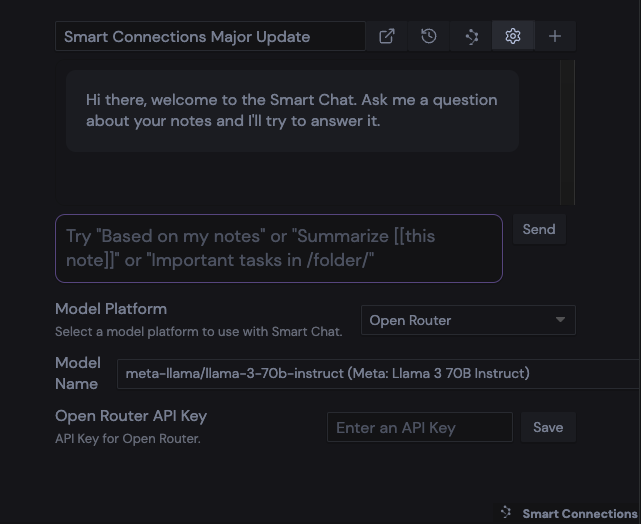 Smart Connections Major Update
Hi there, welcome to the Smart Chat. Ask me a question
about your notes and I'll try to answer it.
Try "Based on my notes" or "Summarize [[this
note]]" or "Important tasks in /folder/"
Send
Model Platform
Select a model platform to use with Smart Chat.
Open Router
Model
Name
meta-llama/llama-3-70b-instruct (Meta: Llama 3 70B Instruct)
Open Router API Key
API Key for Open Router.
Enter an API Key
Save
Smart Connections